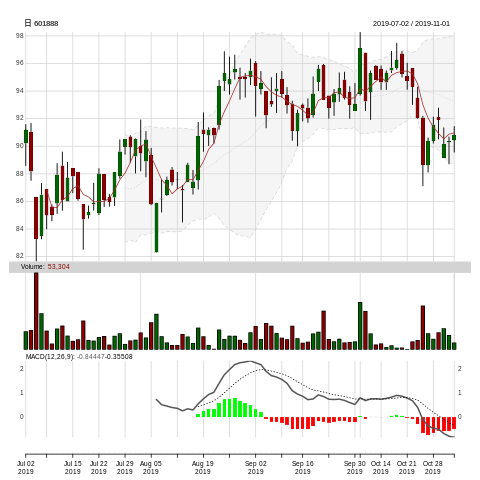 日 601888 2019-07-02 / 2019-11-01
98
96
94
92
90
88
86
84
82
Volume: 53,304
MACD(12,26,9): -0.84447 -0.35508
2 2
1 1
0 0
Jul 02 Jul 15 Jul 22 Jul 29 Aug 05 Aug 19 Sep 02 Sep 16 Sep 30 Oct 14 Oct 21 Oct 28
2019 2019 2019 2019 2019 2019 2019 2019 2019 2019 2019 2019